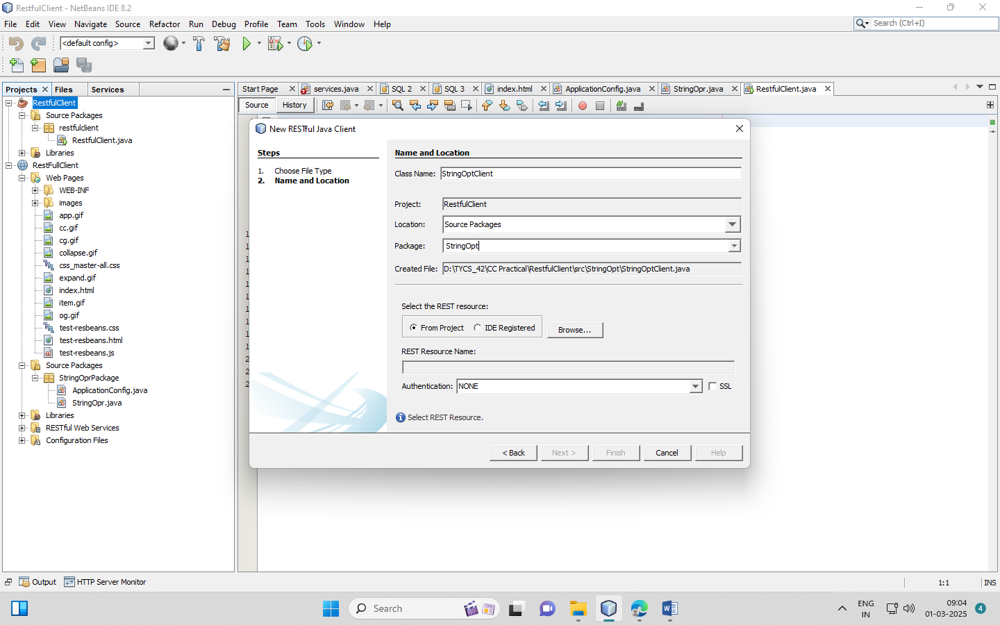 RestfulClient - NetBeans IDE 8.2
File Edit View Navigate Source Refactor Run Debug Profile Team Tools Window Help
Search (Ctrl+I)
<default config>
Projects Files Services
Start Page services.java SQL 2 SQL 3 index.html ApplicationConfig.java StringOpr.java RestfulClient.java
Source History
RestfulClient
Source Packages
restfulclient
RestfulClient.java
Libraries
RestFullClient
Web Pages
WEB-INF
images
app.gif
cc.gif
cg.gif
collapse.gif
css_master-all.css
expand.gif
index.html
item.gif
og.gif
test-resbeans.css
test-resbeans.html
test-resbeans.js
Source Packages
StringOprPackage
ApplicationConfig.java
StringOpr.java
Libraries
RESTful Web Services
Configuration Files
New RESTful Java Client
Steps
1. Choose File Type
2. Name and Location
Name and Location
Class Name: StringOptClient
Project: RestfulClient
Location: Source Packages
Package: StringOpt
Created File: D:\TYCS_42\CC Practical\RestfulClient\src\StringOpt\StringOptClient.java
Select the REST resource:
From Project IDE Registered Browse...
REST Resource Name:
Authentication: NONE SSL
Select REST Resource.
< Back Next > Finish Cancel Help
Output HTTP Server Monitor
1:1 INS
Search
ENG
IN
09:04
01-03-2025
4